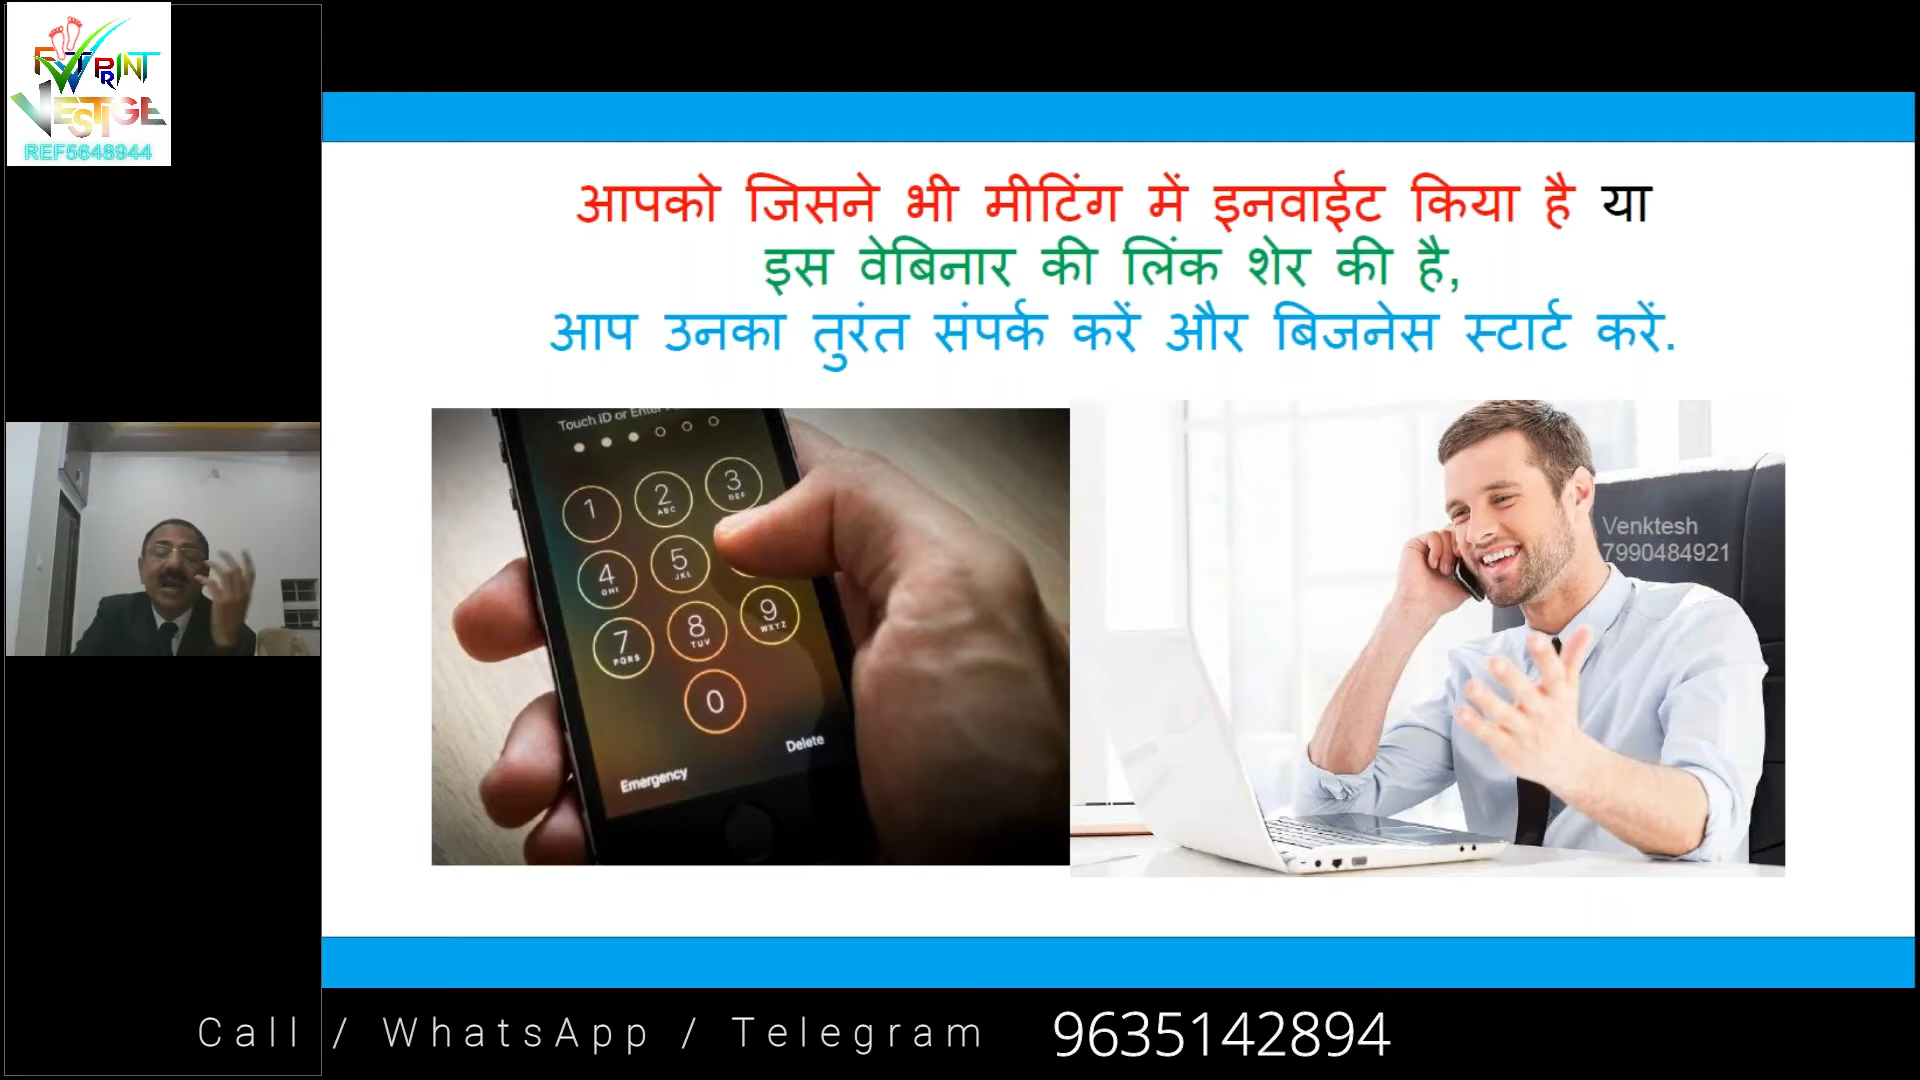 FOOTPRINT
VESTIGE
REF5648944
आपको जिसने भी मीटिंग में इनवाईट किया है या
इस वेबिनार की लिंक शेर की है,
आप उनका तुरंत संपर्क करें और बिजनेस स्टार्ट करें.
Touch ID or Enter
1
2
ABC
3
DEF
4
GHI
5
JKL
7
PQRS
8
TUV
9
WXYZ
0
Delete
Emergency
Venktesh
7990484921
Call / WhatsApp / Telegram 9635142894